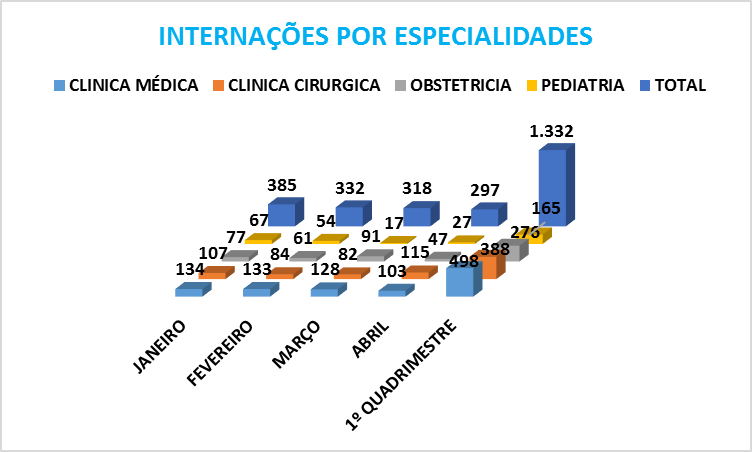 INTERNAÇÕES POR ESPECIALIDADES
CLINICA MÉDICA CLINICA CIRURGICA OBSTETRICIA PEDIATRIA TOTAL
1.332
385 332 318 297
67 54 17 27 165
77 61 91 47 276
107 84 82 115 388
134 133 128 103 498
JANEIRO
FEVEREIRO
MARÇO
ABRIL
1º QUADRIMESTRE